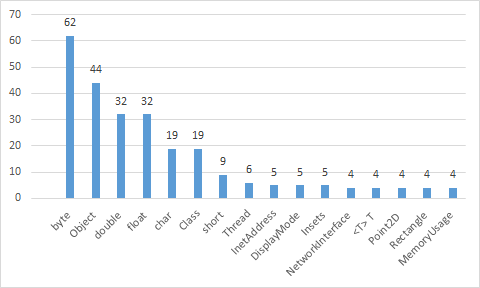 70
60
50
40
30
20
10
0
62
44
32
32
19
19
9
6
5
5
5
4
4
4
4
4
byte
Object
double
float
char
Class
short
Thread
InetAddress
DisplayMode
Insets
NetworkInterface
<T> T
Point2D
Rectangle
MemoryUsage